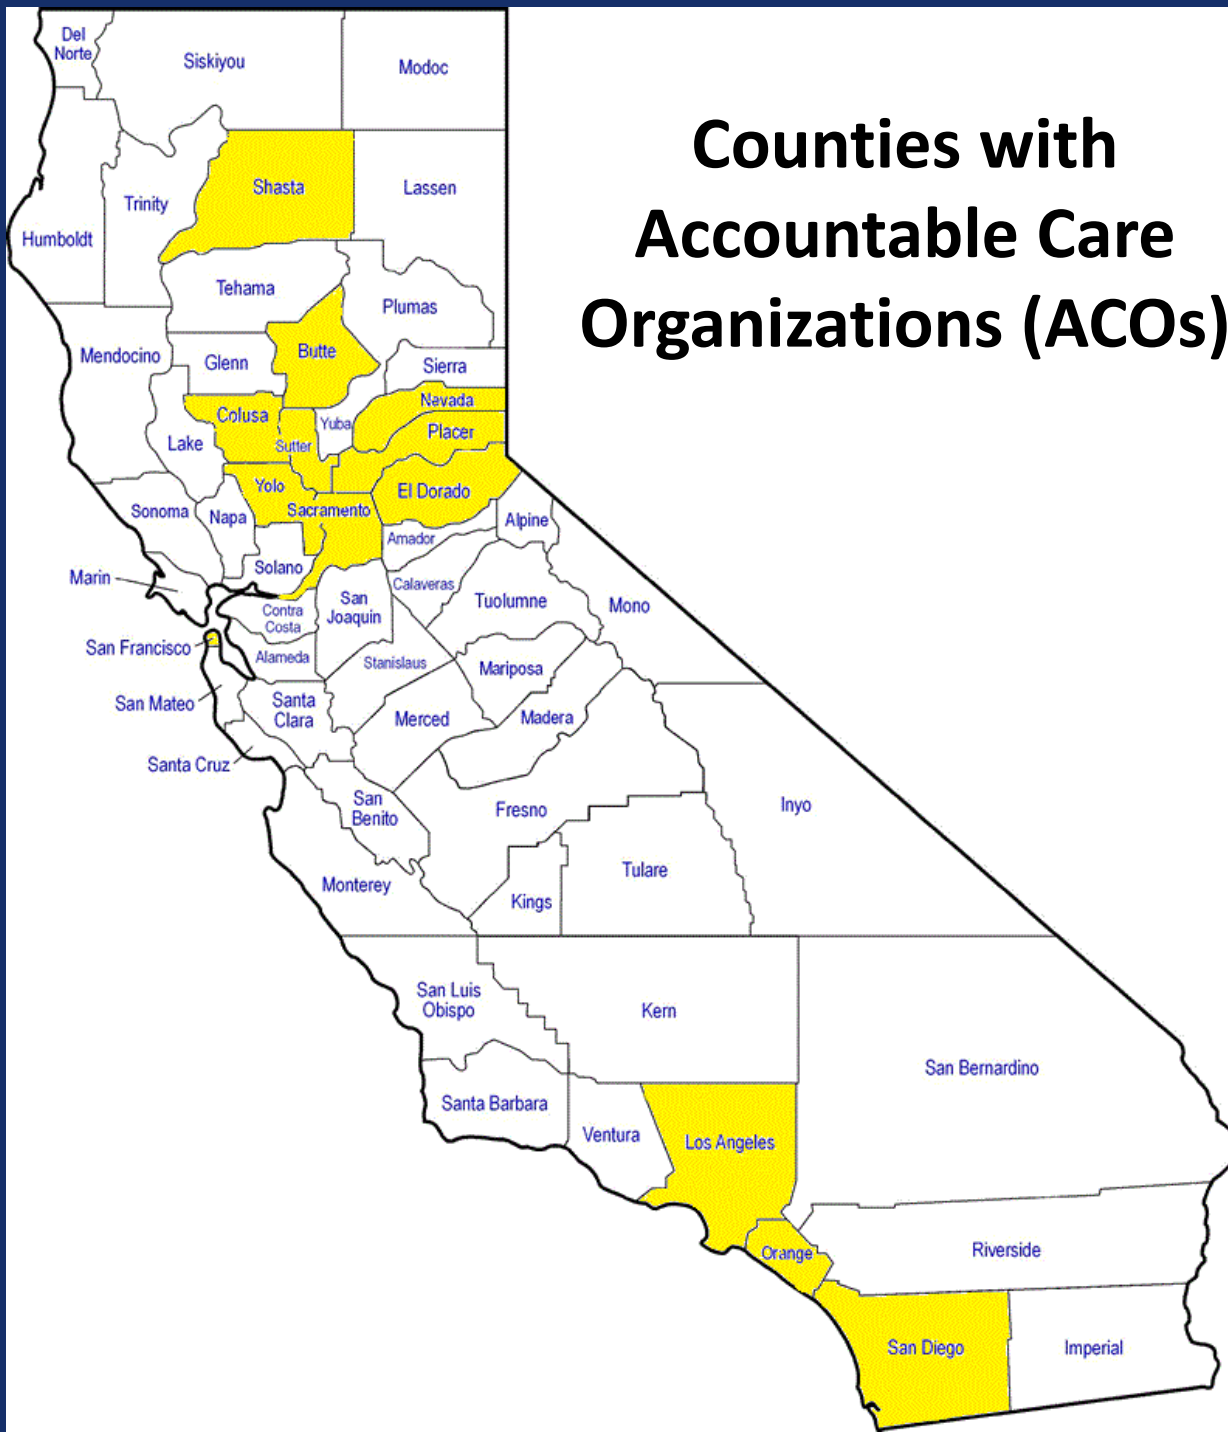 Counties with
Accountable Care
Organizations (ACOs)
Del
Norte
Siskiyou
Modoc
Shasta
Lassen
Trinity
Humboldt
Tehama
Plumas
Mendocino
Glenn
Butte
Sierra
Nevada
Colusa
Yuba
Placer
Lake
Sutter
Yolo
El Dorado
Sonoma
Napa
Sacramento
Alpine
Amador
Solano
Marin
Calaveras
San
Joaquin
Tuolumne
Mono
Contra
Costa
San Francisco
Alameda
Stanislaus
Mariposa
San Mateo
Santa
Clara
Merced
Madera
Santa Cruz
San
Benito
Fresno
Inyo
Monterey
Kings
Tulare
San Luis
Obispo
Kern
San Bernardino
Santa Barbara
Ventura
Los Angeles
Orange
Riverside
San Diego
Imperial